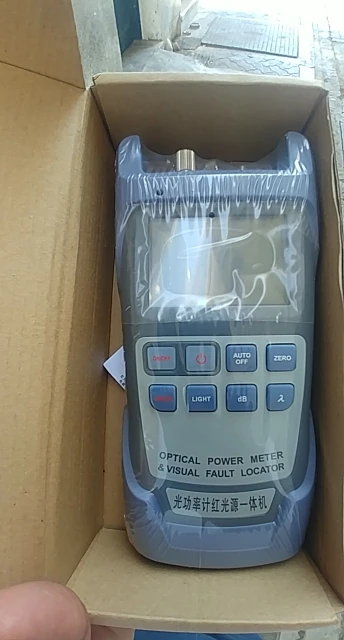 AUTO OFF
ZERO
LIGHT
dB
λ
OPTICAL POWER METER
& VISUAL FAULT LOCATOR
光功率计红光源一体机